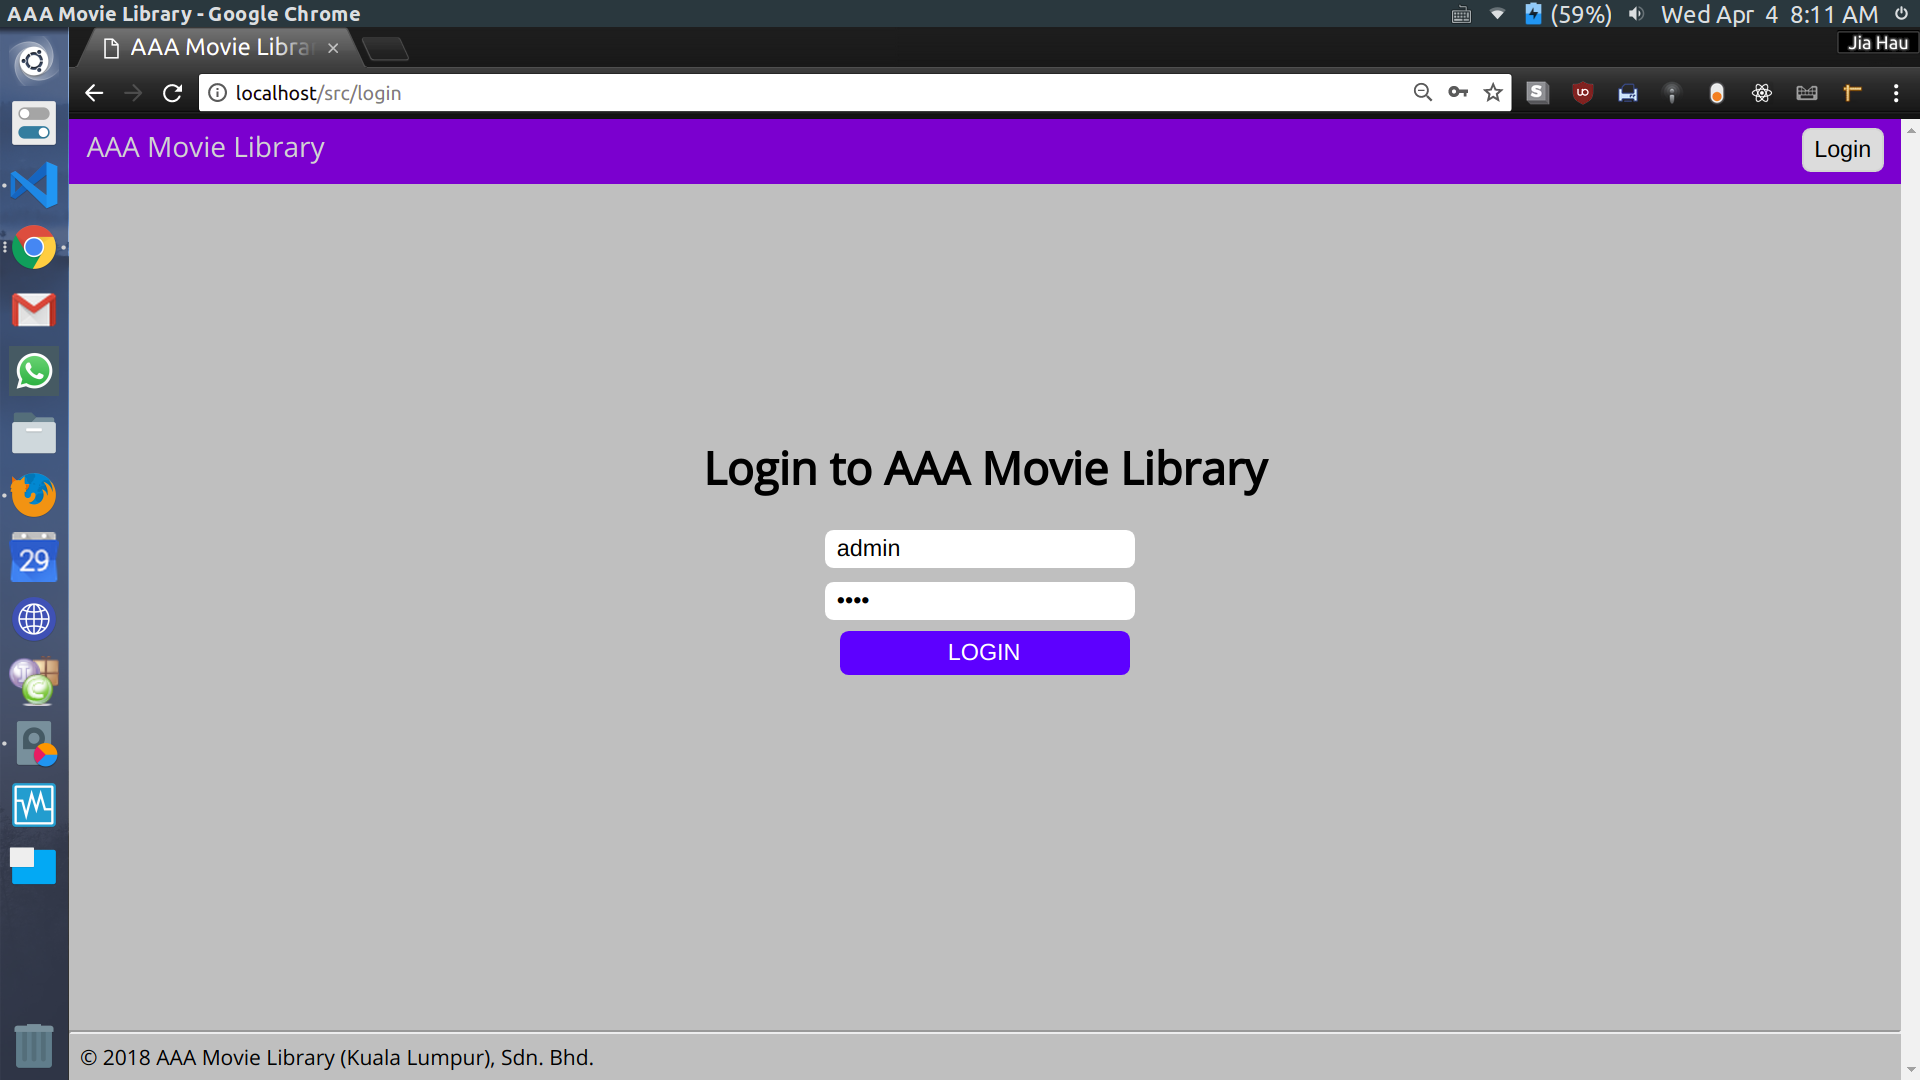 AAA Movie Library - Google Chrome
(59%) Wed Apr 4 8:11 AM
AAA Movie Libra
Jia Hau
localhost/src/login
AAA Movie Library
Login
29
Login to AAA Movie Library
admin
••••
LOGIN
© 2018 AAA Movie Library (Kuala Lumpur), Sdn. Bhd.